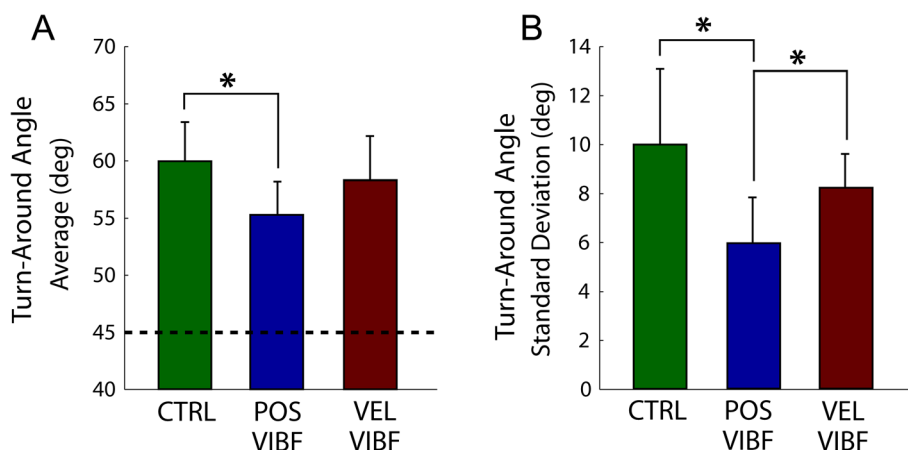 A
Turn-Around Angle
Average (deg)
70
65
60
55
50
45
40
*
CTRL
POS
VIBF
VEL
VIBF
B
Turn-Around Angle
Standard Deviation (deg)
14
12
10
8
6
4
2
0
*
*
CTRL
POS
VIBF
VEL
VIBF